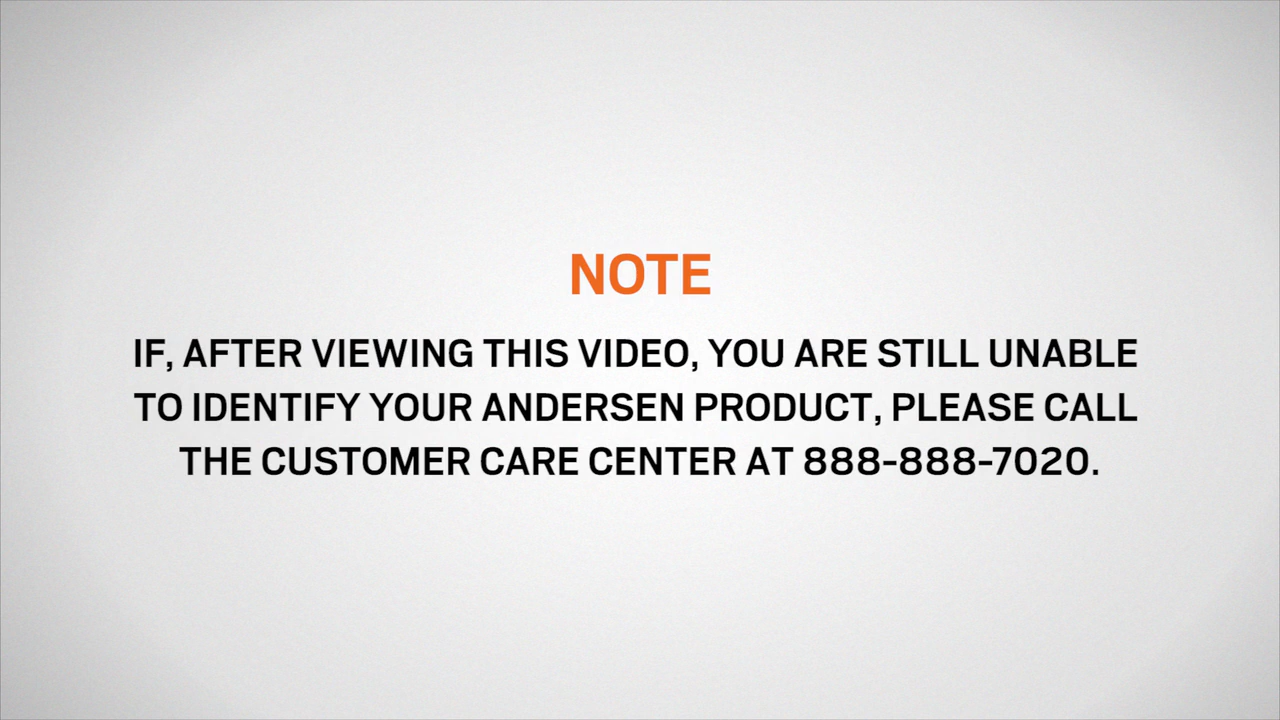 NOTE
IF, AFTER VIEWING THIS VIDEO, YOU ARE STILL UNABLE
TO IDENTIFY YOUR ANDERSEN PRODUCT, PLEASE CALL
THE CUSTOMER CARE CENTER AT 888-888-7020.